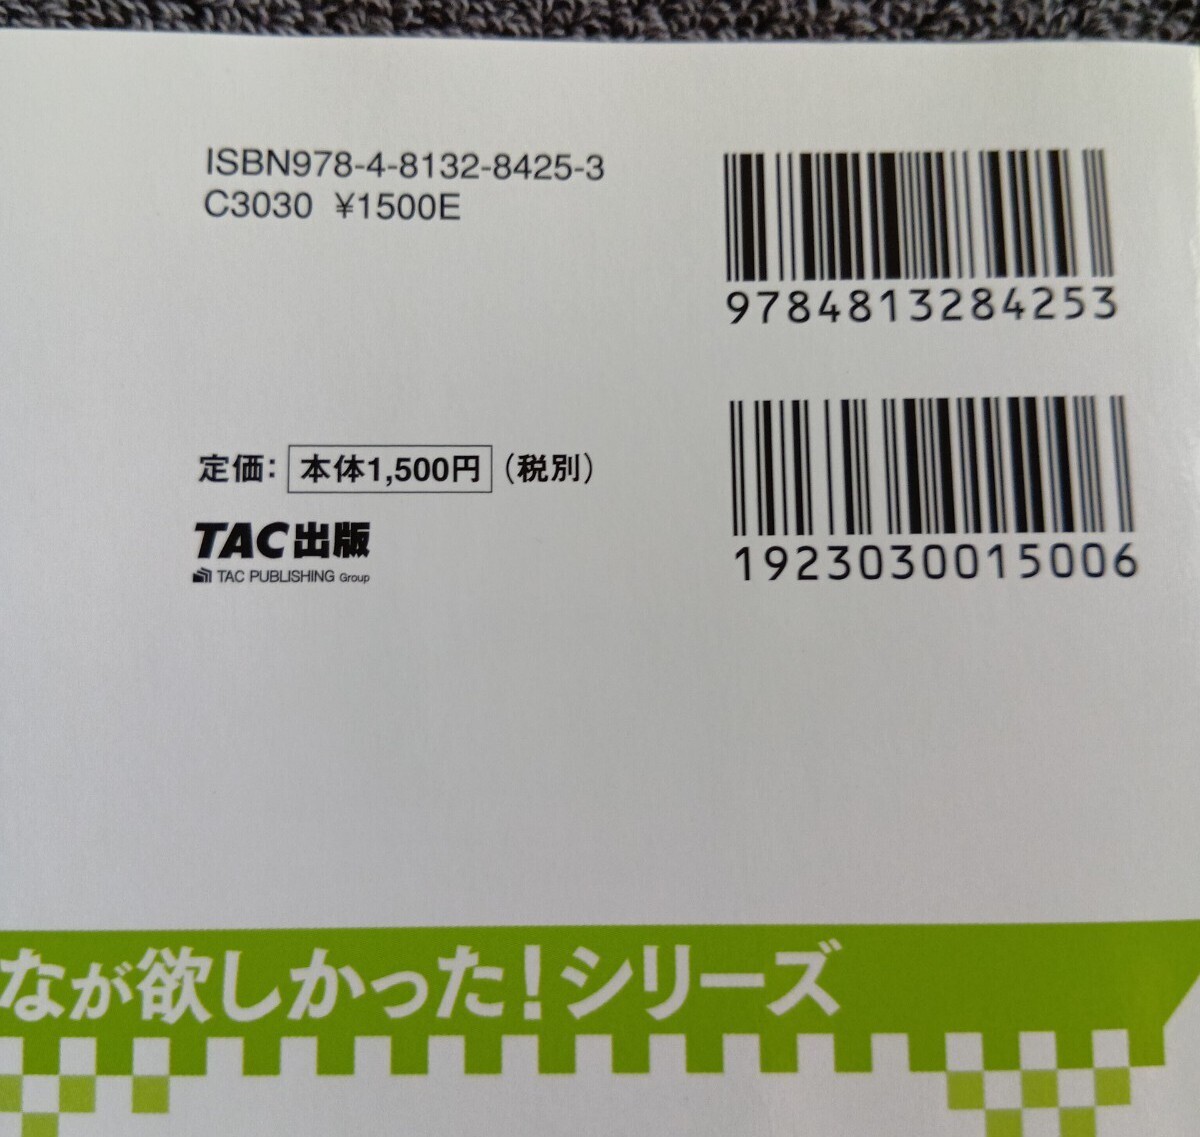 ISBN978-4-8132-8425-3
C3030 ¥1500E
9784813284253
定価：本体1,500円（税別）
TAC出版
TAC PUBLISHING Group
1923030015006
なが欲しかった！シリーズ